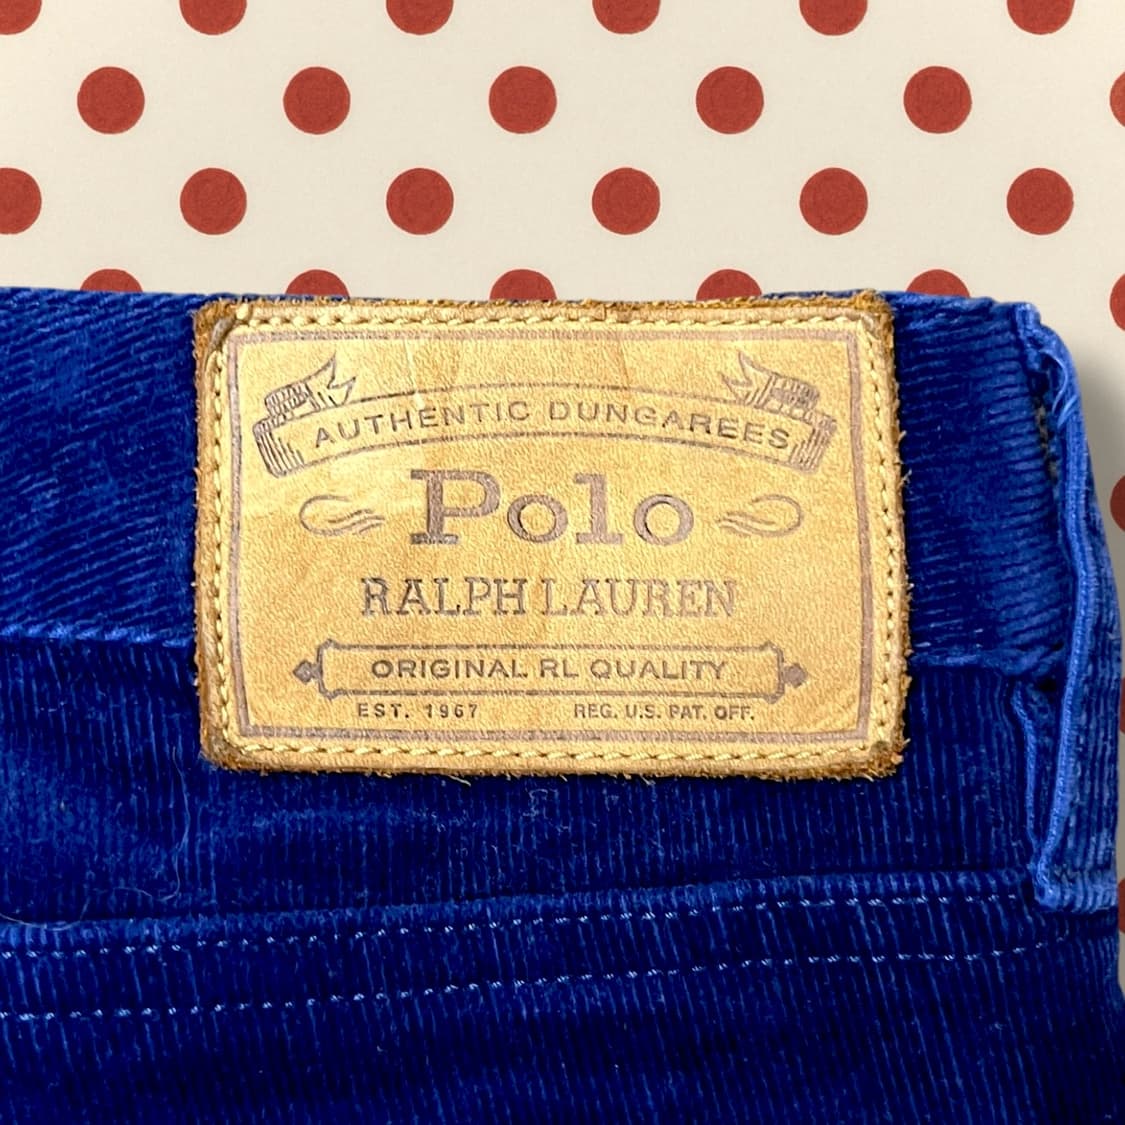 AUTHENTIC DUNGAREES
Polo
RALPH LAUREN
ORIGINAL RL QUALITY
EST. 1967 REG. U.S. PAT. OFF.